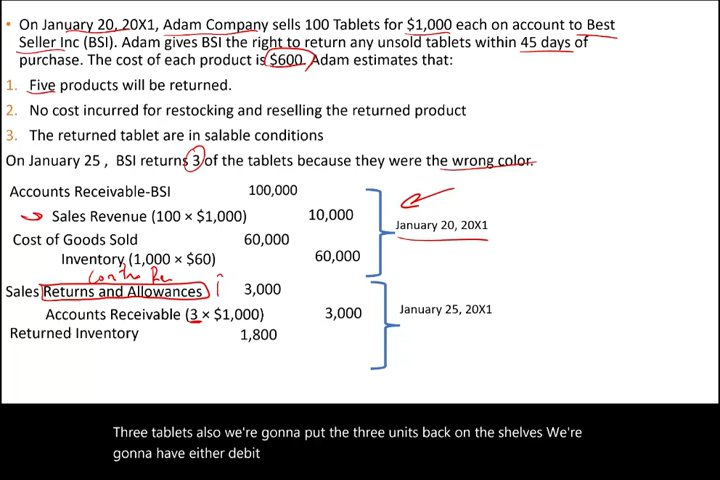 • On January 20, 20X1, Adam Company sells 100 Tablets for $1,000 each on account to Best
Seller Inc (BSI). Adam gives BSI the right to return any unsold tablets within 45 days of
purchase. The cost of each product is $600. Adam estimates that:
1. Five products will be returned.
2. No cost incurred for restocking and reselling the returned product
3. The returned tablet are in salable conditions
On January 25 , BSI returns 3 of the tablets because they were the wrong color.
Accounts Receivable-BSI 100,000
Sales Revenue (100 × $1,000) 10,000
January 20, 20X1
Cost of Goods Sold 60,000
Inventory (1,000 × $60) 60,000
Contra Re
Sales Returns and Allowances 3,000
Accounts Receivable (3 × $1,000) 3,000
January 25, 20X1
Returned Inventory 1,800
Three tablets also we're gonna put the three units back on the shelves We're
gonna have either debit